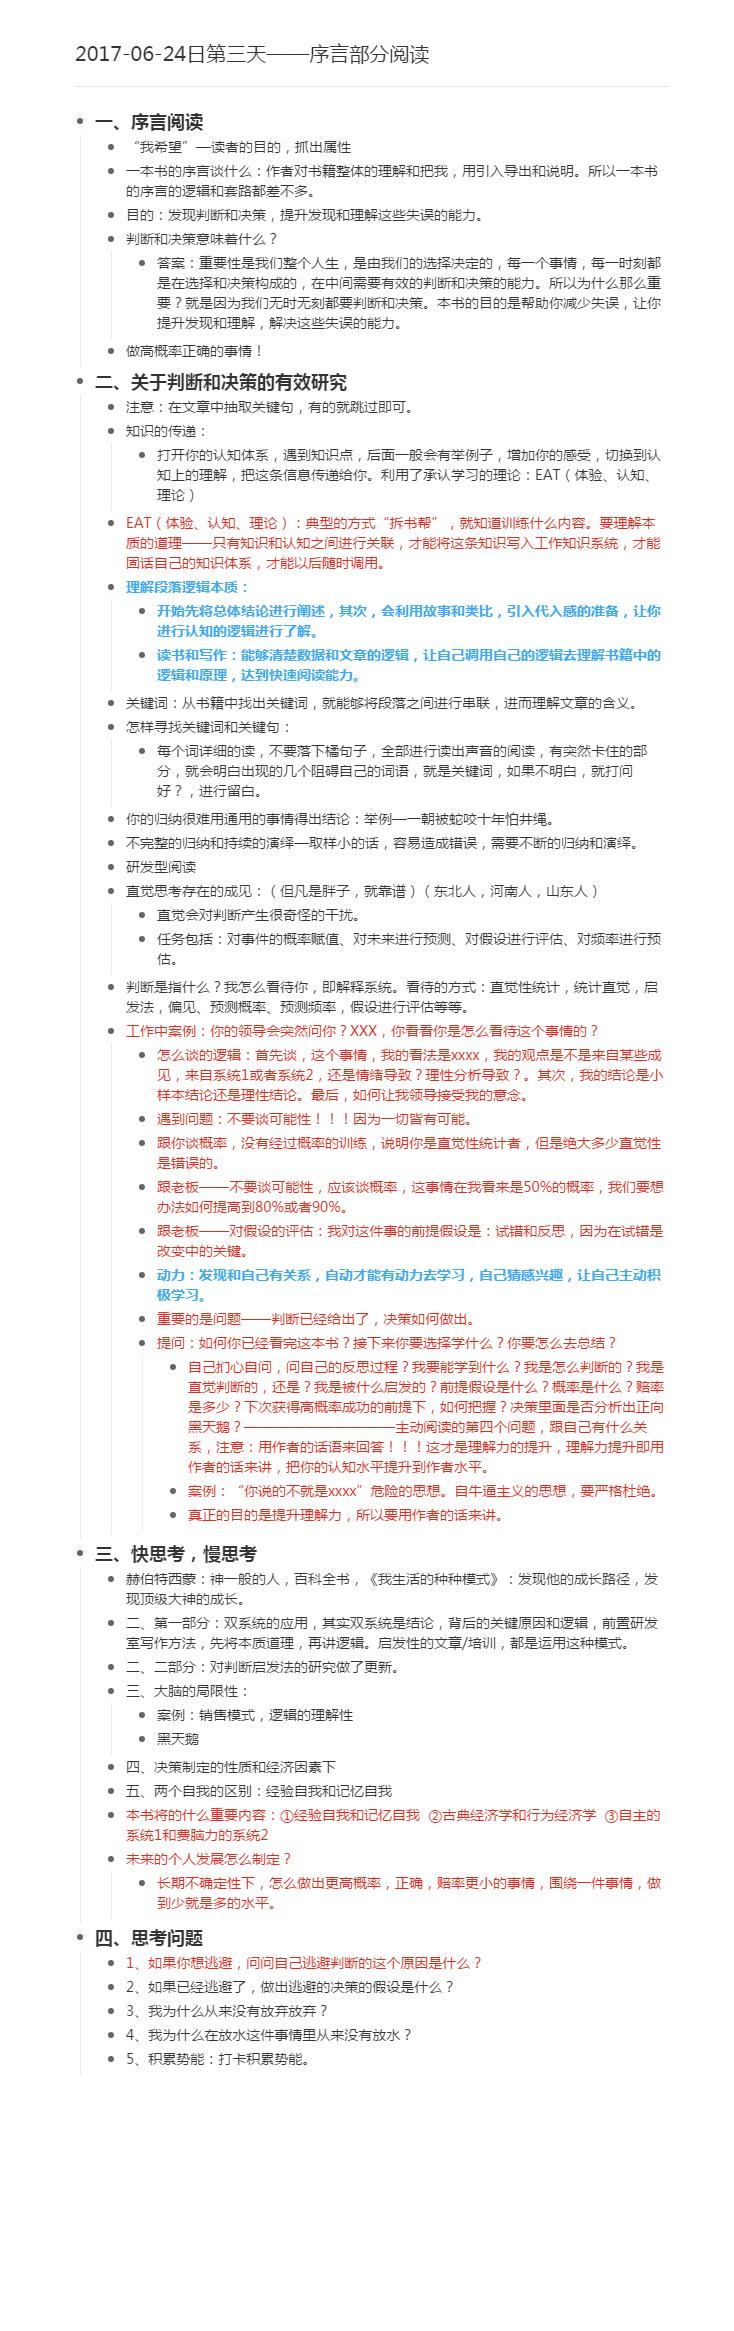 2017-06-24日第三天——序言部分阅读
一、序言阅读
“我希望”—读者的目的，抓出属性
一本书的序言谈什么：作者对书籍整体的理解和把我，用引入导出和说明。所以一本书
的序言的逻辑和套路都差不多。
目的：发现判断和决策，提升发现和理解这些失误的能力。
判断和决策意味着什么？
答案：重要性是我们整个人生，是由我们的选择决定的，每一个事情，每一时刻都
是在选择和决策构成的，在中间需要有效的判断和决策的能力。所以为什么那么重
要？就是因为我们无时无刻都要判断和决策。本书的目的是帮助你减少失误，让你
提升发现和理解，解决这些失误的能力。
做高概率正确的事情！
二、关于判断和决策的有效研究
注意：在文章中抽取关键句，有的就跳过即可。
知识的传递：
打开你的认知体系，遇到知识点，后面一般会有举例子，增加你的感受，切换到认
知上的理解，把这条信息传递给你。利用了承认学习的理论：EAT（体验、认知、
理论）
EAT（体验、认知、理论）：典型的方式“拆书帮”，就知道训练什么内容。要理解本
质的道理——只有知识和认知之间进行关联，才能将这条知识写入工作知识系统，才能
固话自己的知识体系，才能以后随时调用。
理解段落逻辑本质：
开始先将总体结论进行阐述，其次，会利用故事和类比，引入代入感的准备，让你
进行认知的逻辑进行了解。
读书和写作：能够清楚数据和文章的逻辑，让自己调用自己的逻辑去理解书籍中的
逻辑和原理，达到快速阅读能力。
关键词：从书籍中找出关键词，就能够将段落之间进行串联，进而理解文章的含义。
怎样寻找关键词和关键句：
每个词详细的读，不要落下橘句子，全部进行读出声音的阅读，有突然卡住的部
分，就会明白出现的几个阻碍自己的词语，就是关键词，如果不明白，就打问
好？，进行留白。
你的归纳很难用通用的事情得出结论：举例—一朝被蛇咬十年怕井绳。
不完整的归纳和持续的演绎—取样小的话，容易造成错误，需要不断的归纳和演绎。
研发型阅读
直觉思考存在的成见：（但凡是胖子，就靠谱）（东北人，河南人，山东人）
直觉会对判断产生很奇怪的干扰。
任务包括：对事件的概率赋值、对未来进行预测、对假设进行评估、对频率进行预
估。
判断是指什么？我怎么看待你，即解释系统。看待的方式：直觉性统计，统计直觉，启
发法，偏见、预测概率、预测频率，假设进行评估等等。
工作中案例：你的领导会突然问你？XXX，你看看你是怎么看待这个事情的？
怎么谈的逻辑：首先谈，这个事情，我的看法是xxxx，我的观点是不是来自某些成
见，来自系统1或者系统2，还是情绪导致？理性分析导致？。其次，我的结论是小
样本结论还是理性结论。最后，如何让我领导接受我的意念。
遇到问题：不要谈可能性！！！因为一切皆有可能。
跟你谈概率，没有经过概率的训练，说明你是直觉性统计者，但是绝大多少直觉性
是错误的。
跟老板——不要谈可能性，应该谈概率，这事情在我看来是50%的概率，我们要想
办法如何提高到80%或者90%。
跟老板——对假设的评估：我对这件事的前提假设是：试错和反思，因为在试错是
改变中的关键。
动力：发现和自己有关系，自动才能有动力去学习，自己猜感兴趣，让自己主动积
极学习。
重要的是问题——判断已经给出了，决策如何做出。
提问：如何你已经看完这本书？接下来你要选择学什么？你要怎么去总结？
自己扪心自问，问自己的反思过程？我要能学到什么？我是怎么判断的？我是
直觉判断的，还是？我是被什么启发的？前提假设是什么？概率是什么？赔率
是多少？下次获得高概率成功的前提下，如何把握？决策里面是否分析出正向
黑天鹅？——————————主动阅读的第四个问题，跟自己有什么关
系，注意：用作者的话语来回答！！！这才是理解力的提升，理解力提升即用
作者的话来讲，把你的认知水平提升到作者水平。
案例：“你说的不就是xxxx”危险的思想。自牛逼主义的思想，要严格杜绝。
真正的目的是提升理解力，所以要用作者的话来讲。
三、快思考，慢思考
赫伯特西蒙：神一般的人，百科全书，《我生活的种种模式》：发现他的成长路径，发
现顶级大神的成长。
二、第一部分：双系统的应用，其实双系统是结论，背后的关键原因和逻辑，前置研发
室写作方法，先将本质道理，再讲逻辑。启发性的文章/培训，都是运用这种模式。
二、二部分：对判断启发法的研究做了更新。
三、大脑的局限性：
案例：销售模式，逻辑的理解性
黑天鹅
四、决策制定的性质和经济因素下
五、两个自我的区别：经验自我和记忆自我
本书将的什么重要内容：①经验自我和记忆自我 ②古典经济学和行为经济学 ③自主的
系统1和费脑力的系统2
未来的个人发展怎么制定？
长期不确定性下，怎么做出更高概率，正确，赔率更小的事情，围绕一件事情，做
到少就是多的水平。
四、思考问题
1、如果你想逃避，问问自己逃避判断的这个原因是什么？
2、如果已经逃避了，做出逃避的决策的假设是什么？
3、我为什么从来没有放弃放弃？
4、我为什么在放水这件事情里从来没有放水？
5、积累势能：打卡积累势能。